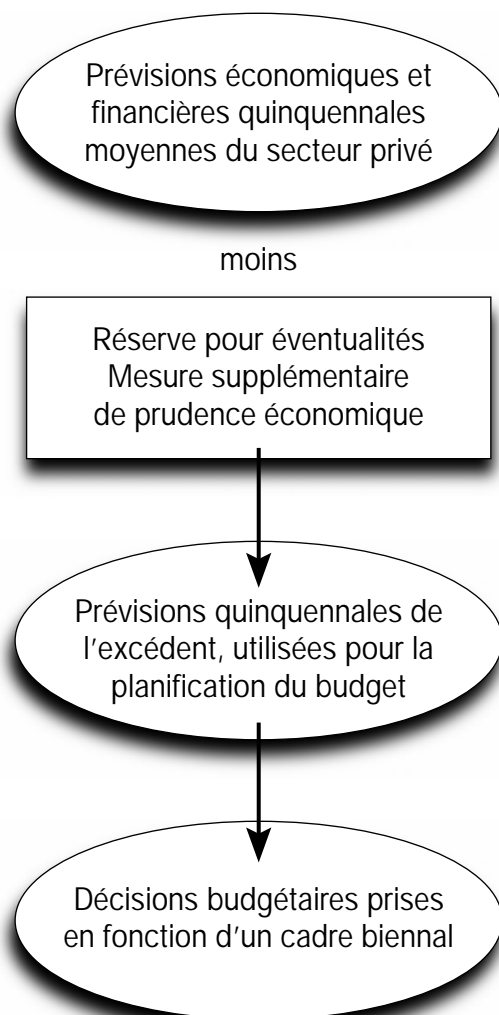 Prévisions économiques et
financières quinquennales
moyennes du secteur privé
moins
Réserve pour éventualités
Mesure supplémentaire
de prudence économique
Prévisions quinquennales de
l'excédent, utilisées pour la
planification du budget
Décisions budgétaires prises
en fonction d'un cadre biennal